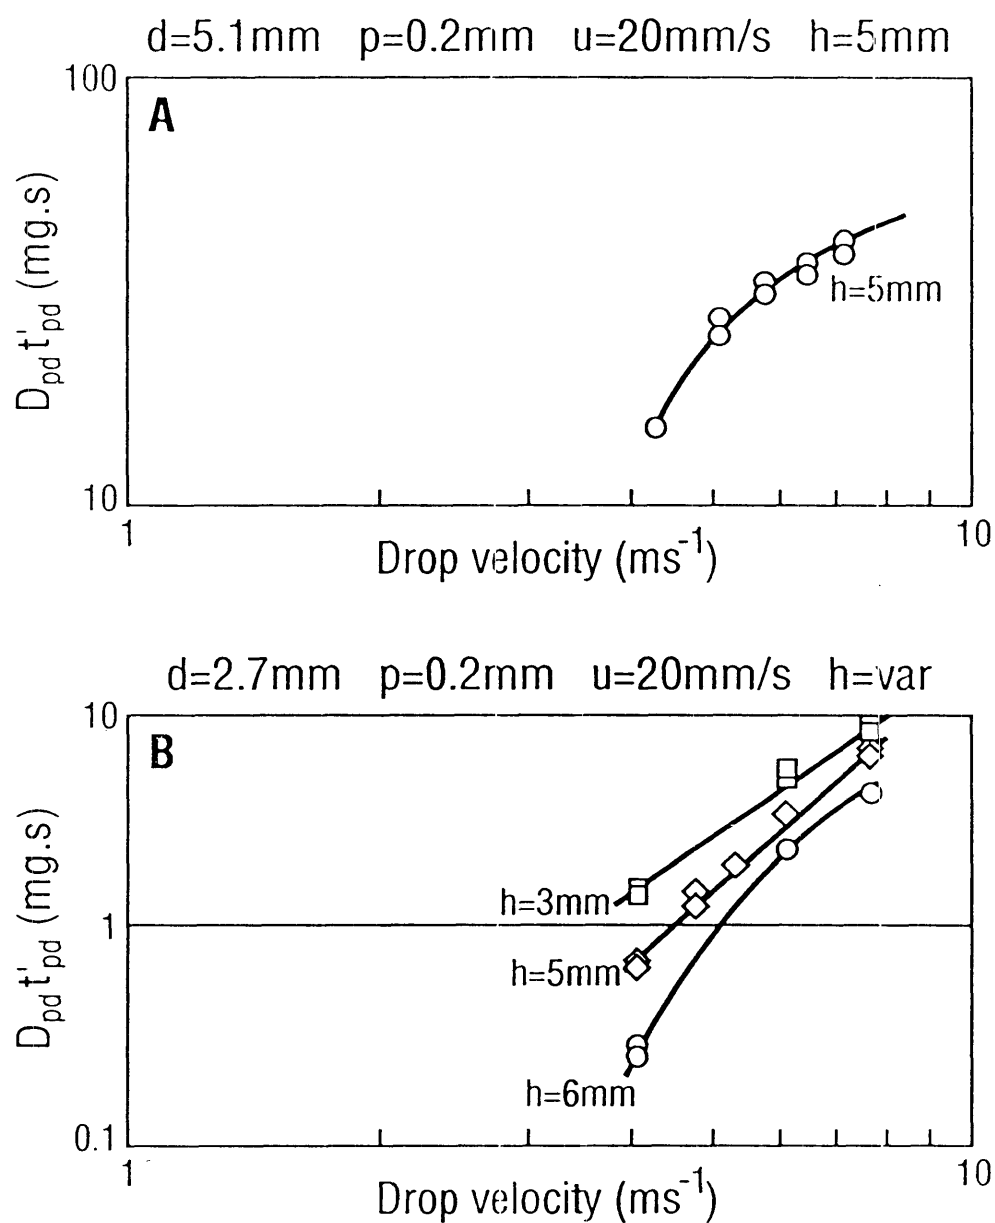 d=5.1mm p=0.2mm u=20mm/s h=5mm
100
A
D_pd t'_pd (mg.s)
h=5mm
10
1 10
Drop velocity (ms⁻¹)
d=2.7mm p=0.2mm u=20mm/s h=var
10
B
D_pd t'_pd (mg.s)
h=3mm
1
h=5mm
h=6mm
0.1
1 10
Drop velocity (ms⁻¹)